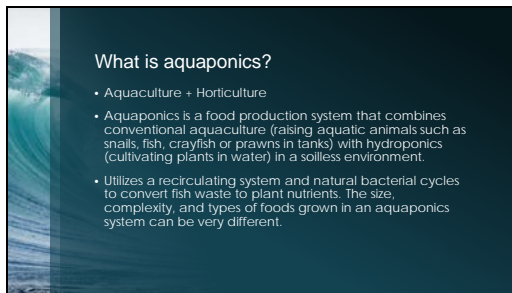 What is aquaponics?
• Aquaculture + Horticulture
• Aquaponics is a food production system that combines
conventional aquaculture (raising aquatic animals such as
snails, fish, crayfish or prawns in tanks) with hydroponics
(cultivating plants in water) in a soilless environment.
• Utilizes a recirculating system and natural bacterial cycles
to convert fish waste to plant nutrients. The size,
complexity, and types of foods grown in an aquaponics
system can be very different.